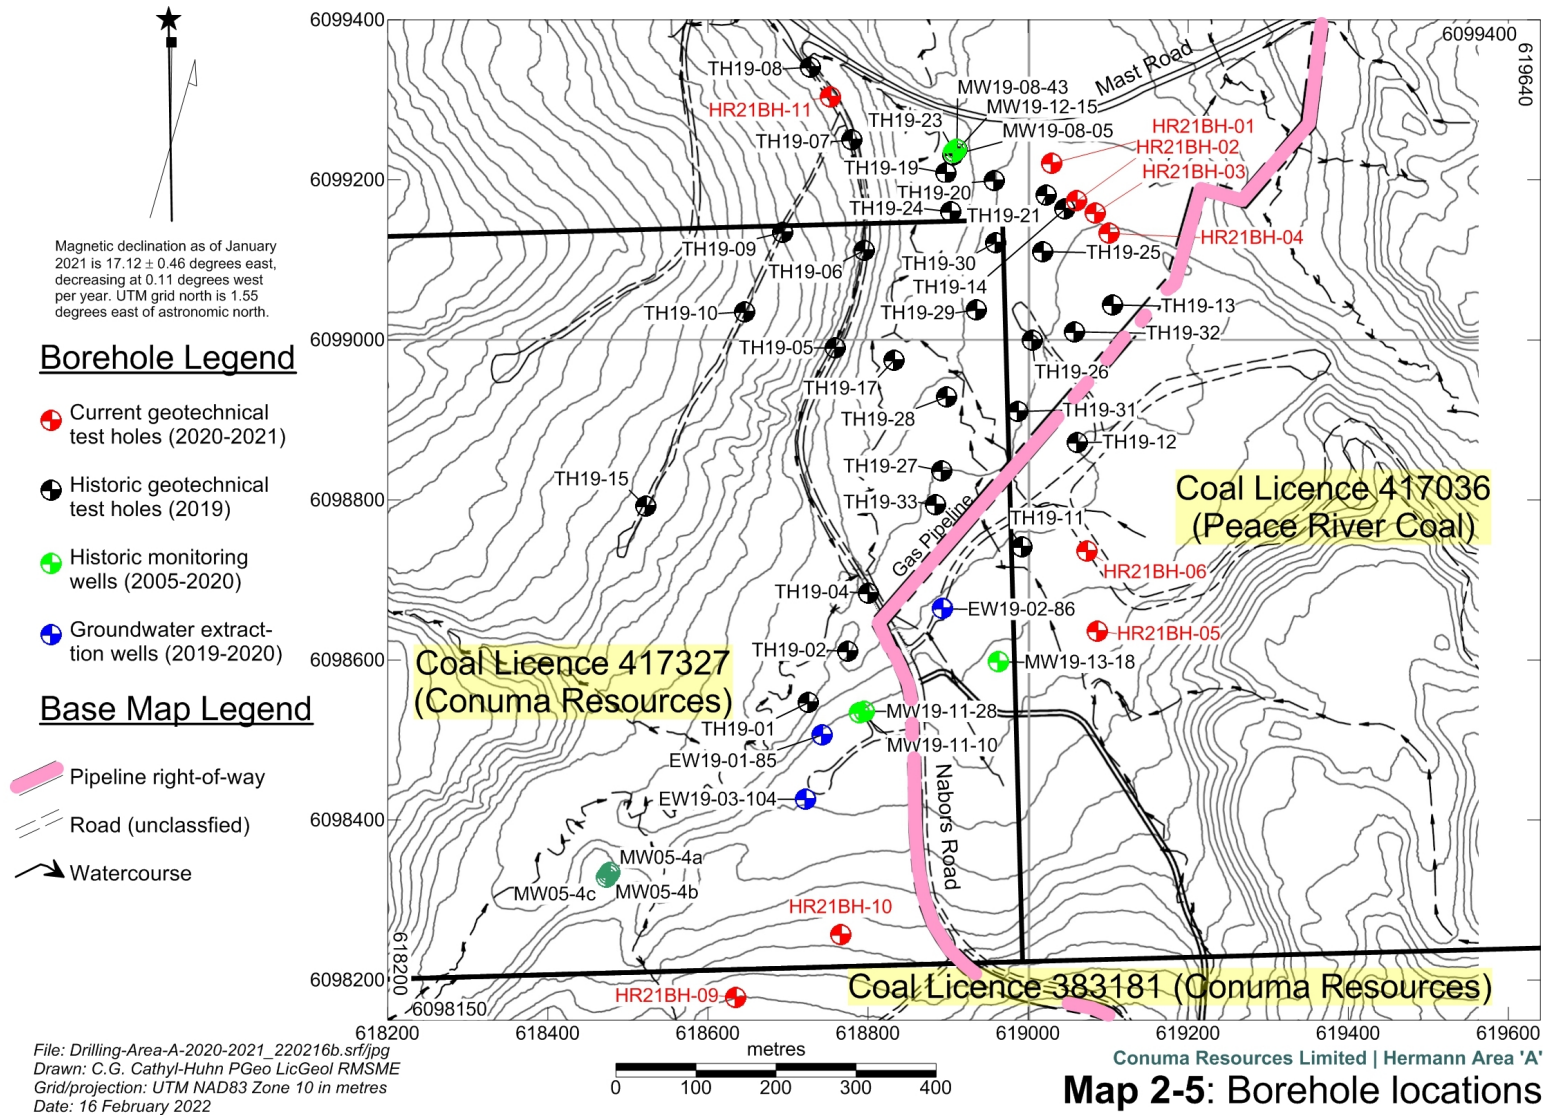 6099400
6099400
619640
Mast Road
TH19-08
MW19-08-43
MW19-12-15
HR21BH-11
TH19-23
MW19-08-05
HR21BH-01
TH19-07
HR21BH-02
TH19-19
HR21BH-03
6099200
TH19-20
TH19-24
TH19-21
HR21BH-04
TH19-09
TH19-25
TH19-06
TH19-30
TH19-14
TH19-13
TH19-10
TH19-29
TH19-32
6099000
TH19-05
TH19-26
TH19-17
TH19-31
TH19-28
TH19-12
TH19-27
TH19-15
Coal Licence 417036
(Peace River Coal)
6098800
TH19-33
TH19-11
Gas Pipeline
HR21BH-06
TH19-04
EW19-02-86
HR21BH-05
TH19-02
6098600
Coal Licence 417327
(Conuma Resources)
MW19-13-18
MW19-11-28
TH19-01
MW19-11-10
EW19-01-85
EW19-03-104
Nabors Road
6098400
MW05-4a
MW05-4c
MW05-4b
HR21BH-10
618200
6098200
Coal Licence 383181 (Conuma Resources)
HR21BH-09
6098150
618200
618400
618600
618800
619000
619200
619400
619600
Magnetic declination as of January
2021 is 17.12 ± 0.46 degrees east,
decreasing at 0.11 degrees west
per year. UTM grid north is 1.55
degrees east of astronomic north.
Borehole Legend
Current geotechnical
test holes (2020-2021)
Historic geotechnical
test holes (2019)
Historic monitoring
wells (2005-2020)
Groundwater extract-
tion wells (2019-2020)
Base Map Legend
Pipeline right-of-way
Road (unclassfied)
Watercourse
File: Drilling-Area-A-2020-2021_220216b.srf/jpg
Drawn: C.G. Cathyl-Huhn PGeo LicGeol RMSME
Grid/projection: UTM NAD83 Zone 10 in metres
Date: 16 February 2022
metres
0 100 200 300 400
Conuma Resources Limited | Hermann Area 'A'
Map 2-5: Borehole locations